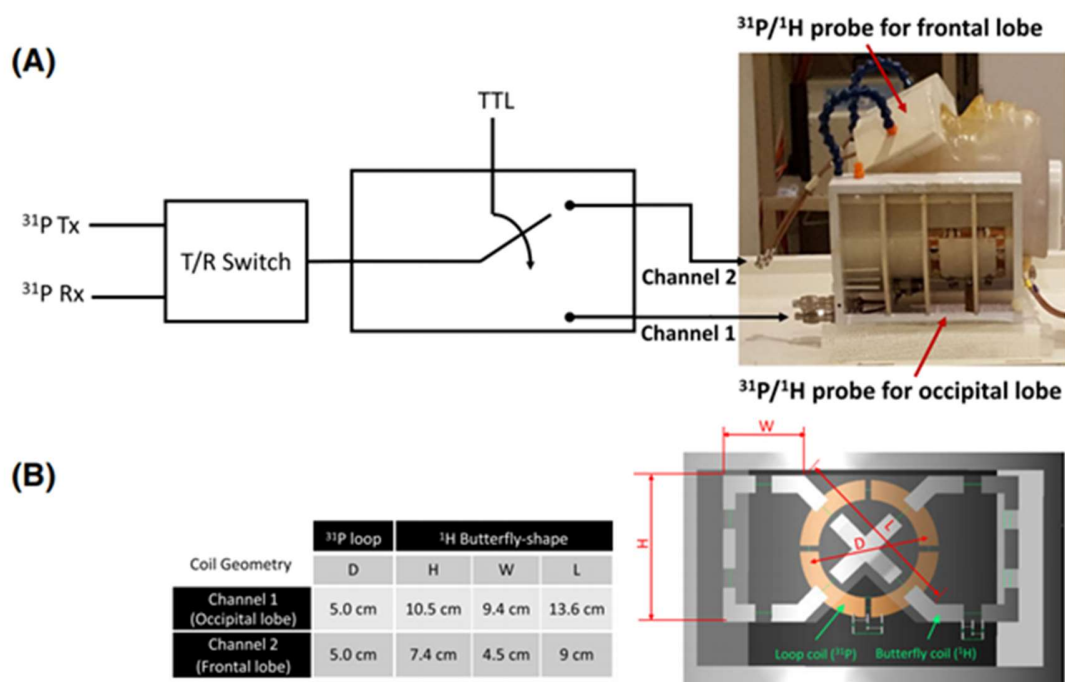 (A)
³¹P Tx
³¹P Rx
T/R Switch
TTL
Channel 2
Channel 1
³¹P/¹H probe for frontal lobe
³¹P/¹H probe for occipital lobe
(B)
³¹P loop ¹H Butterfly-shape
Coil Geometry D H W L
Channel 1
(Occipital lobe) 5.0 cm 10.5 cm 9.4 cm 13.6 cm
Channel 2
(Frontal lobe) 5.0 cm 7.4 cm 4.5 cm 9 cm
W
H
L
D
Loop coil (³¹P) Butterfly coil (¹H)